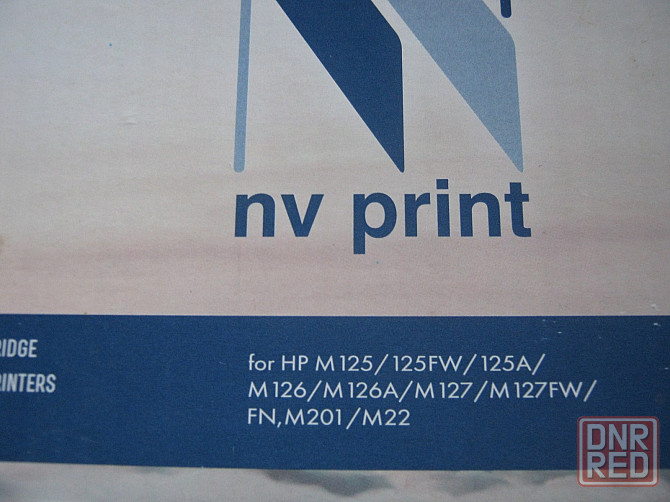 nv print
RIDGE
RINTERS
for HP M125/125FW/125A/
M126/M126A/M127/M127FW/
FN,M201/M22
DNR
RED